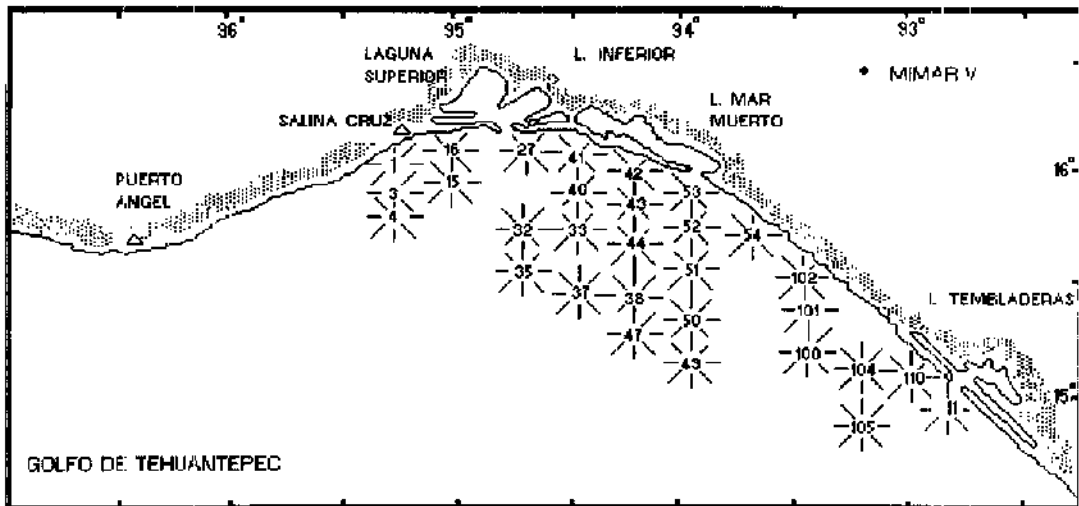 96° 95° 94° 93°
LAGUNA SUPERIOR
L. INFERIOR
MIMAR V
L. MAR MUERTO
SALINA CRUZ
16°
PUERTO ANGEL
16 27 41
15 42
3 40 53
4 43
32 33 52 54
44
35 51 102
37 38 101
50
47 100
43 104 110
L TEMBLADERAS
15°
11
105
GOLFO DE TEHUANTEPEC